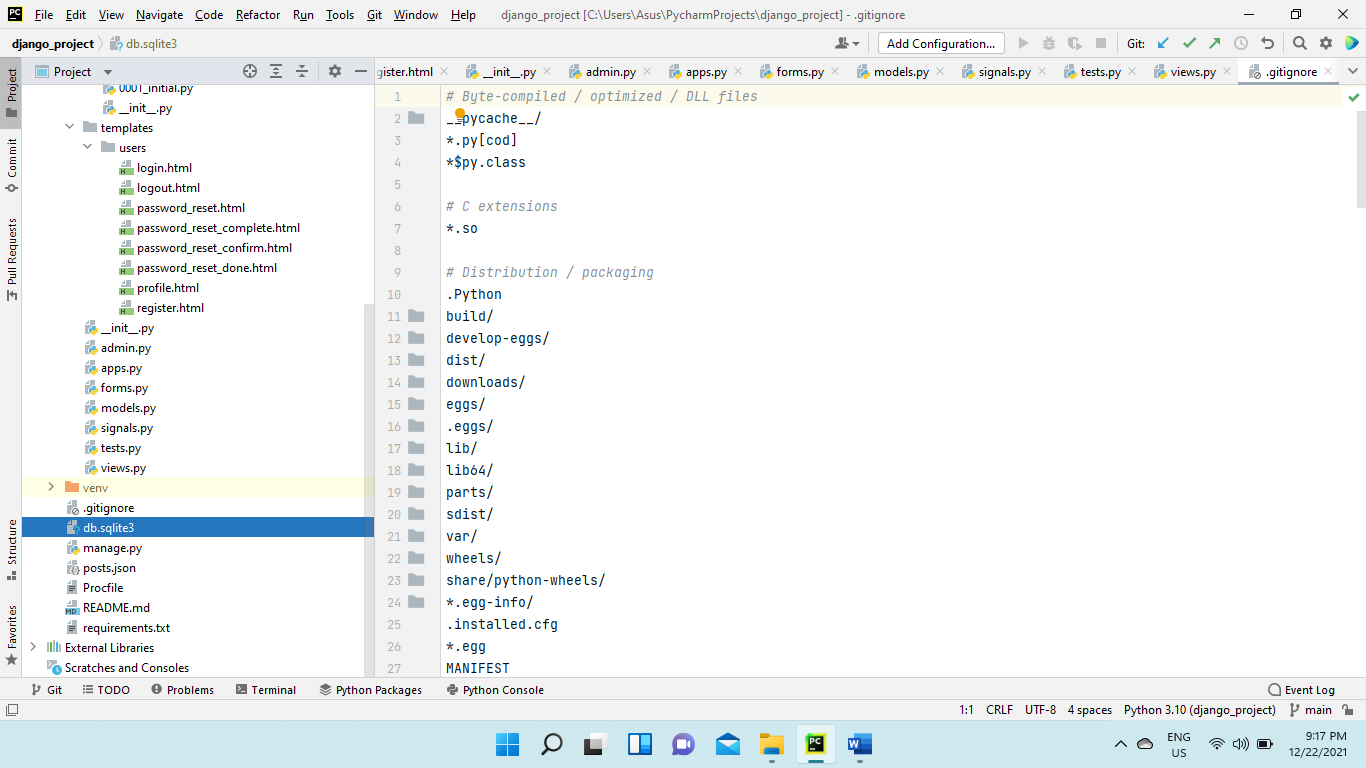 PC File Edit View Navigate Code Refactor Run Tools Git Window Help django_project [C:\Users\Asus\PycharmProjects\django_project] - .gitignore
django_project db.sqlite3 Add Configuration... Git:
Project gister.html __init__.py admin.py apps.py forms.py models.py signals.py tests.py views.py .gitignore
Project
Commit
Pull Requests
Structure
Favorites
0001_initial.py
__init__.py
templates
users
login.html
logout.html
password_reset.html
password_reset_complete.html
password_reset_confirm.html
password_reset_done.html
profile.html
register.html
__init__.py
admin.py
apps.py
forms.py
models.py
signals.py
tests.py
views.py
venv
.gitignore
db.sqlite3
manage.py
posts.json
Procfile
README.md
requirements.txt
External Libraries
Scratches and Consoles
1 # Byte-compiled / optimized / DLL files
2 __pycache__/
3 *.py[cod]
4 *$py.class
5
6 # C extensions
7 *.so
8
9 # Distribution / packaging
10 .Python
11 build/
12 develop-eggs/
13 dist/
14 downloads/
15 eggs/
16 .eggs/
17 lib/
18 lib64/
19 parts/
20 sdist/
21 var/
22 wheels/
23 share/python-wheels/
24 *.egg-info/
25 .installed.cfg
26 *.egg
27 MANIFEST
Git TODO Problems Terminal Python Packages Python Console Event Log
1:1 CRLF UTF-8 4 spaces Python 3.10 (django_project) main
ENG
US
9:17 PM
12/22/2021